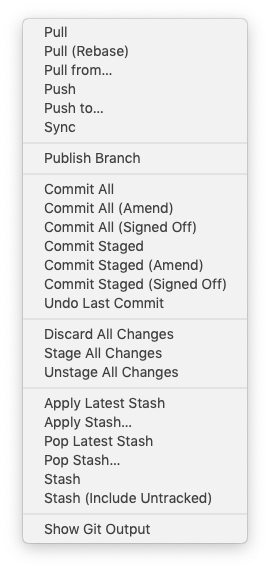 Pull
Pull (Rebase)
Pull from...
Push
Push to...
Sync
Publish Branch
Commit All
Commit All (Amend)
Commit All (Signed Off)
Commit Staged
Commit Staged (Amend)
Commit Staged (Signed Off)
Undo Last Commit
Discard All Changes
Stage All Changes
Unstage All Changes
Apply Latest Stash
Apply Stash...
Pop Latest Stash
Pop Stash...
Stash
Stash (Include Untracked)
Show Git Output